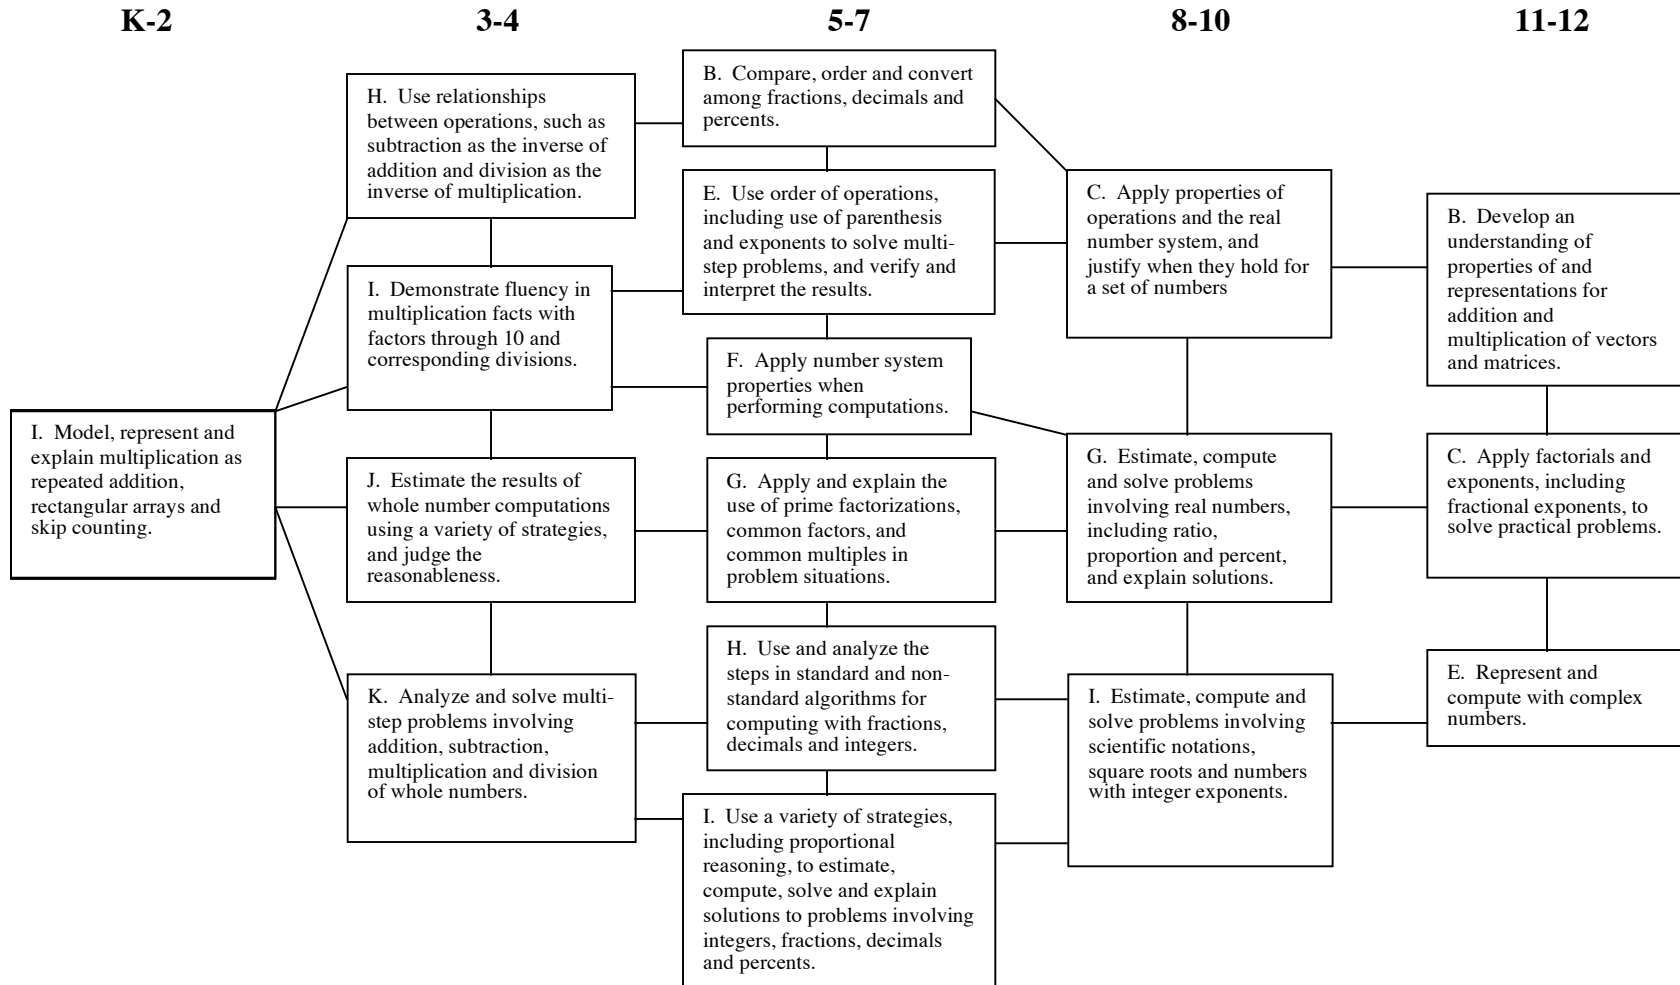 K-2
3-4
5-7
8-10
11-12
I. Model, represent and
explain multiplication as
repeated addition,
rectangular arrays and
skip counting.
H. Use relationships
between operations, such as
subtraction as the inverse of
addition and division as the
inverse of multiplication.
I. Demonstrate fluency in
multiplication facts with
factors through 10 and
corresponding divisions.
J. Estimate the results of
whole number computations
using a variety of strategies,
and judge the
reasonableness.
K. Analyze and solve multi-
step problems involving
addition, subtraction,
multiplication and division
of whole numbers.
B. Compare, order and convert
among fractions, decimals and
percents.
E. Use order of operations,
including use of parenthesis
and exponents to solve multi-
step problems, and verify and
interpret the results.
F. Apply number system
properties when
performing computations.
G. Apply and explain the
use of prime factorizations,
common factors, and
common multiples in
problem situations.
H. Use and analyze the
steps in standard and non-
standard algorithms for
computing with fractions,
decimals and integers.
I. Use a variety of strategies,
including proportional
reasoning, to estimate,
compute, solve and explain
solutions to problems involving
integers, fractions, decimals
and percents.
C. Apply properties of
operations and the real
number system, and
justify when they hold for
a set of numbers
G. Estimate, compute
and solve problems
involving real numbers,
including ratio,
proportion and percent,
and explain solutions.
I. Estimate, compute and
solve problems involving
scientific notations,
square roots and numbers
with integer exponents.
B. Develop an
understanding of
properties of and
representations for
addition and
multiplication of vectors
and matrices.
C. Apply factorials and
exponents, including
fractional exponents, to
solve practical problems.
E. Represent and
compute with complex
numbers.